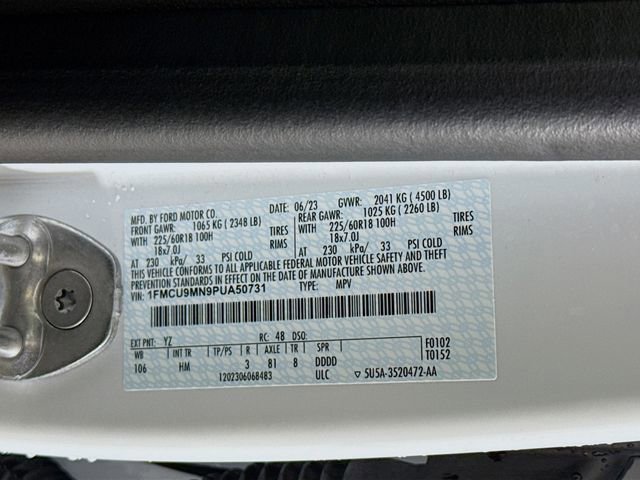 MFD. BY FORD MOTOR CO. DATE: 06/23 GVWR: 2041 KG ( 4500 LB)
FRONT GAWR: 1065 KG ( 2348 LB) REAR GAWR: 1025 KG ( 2260 LB)
WITH 225/60R18 100H TIRES WITH 225/60R18 100H TIRES
18x7.0J RIMS 18x7.0J RIMS
AT 230 kPa/ 33 PSI COLD AT 230 kPa/ 33 PSI COLD
THIS VEHICLE CONFORMS TO ALL APPLICABLE FEDERAL MOTOR VEHICLE SAFETY AND THEFT
PREVENTION STANDARDS IN EFFECT ON THE DATE OF MANUFACTURE SHOWN ABOVE.
VIN: 1FMCU9MN9PUA50731 TYPE: MPV
EXT PNT: YZ RC: 48 DSO: F0102
WB INT TR TP/PS R AXLE TR SPR T0152
106 HM 3 81 8 DDDD
1202306068483 ULC ▽ 5U5A-3520472-AA